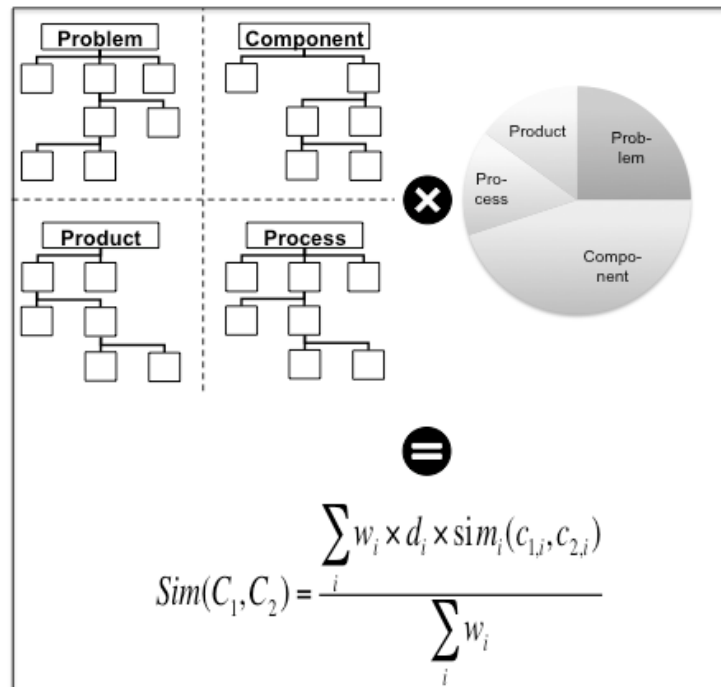 Problem
Component
Product
Process
Product
Prob-
lem
Pro-
cess
Compo-
nent
Sim(C₁,C₂) = ∑ᵢ wᵢ × dᵢ × simᵢ(c₁,ᵢ,c₂,ᵢ) / ∑ᵢ wᵢ